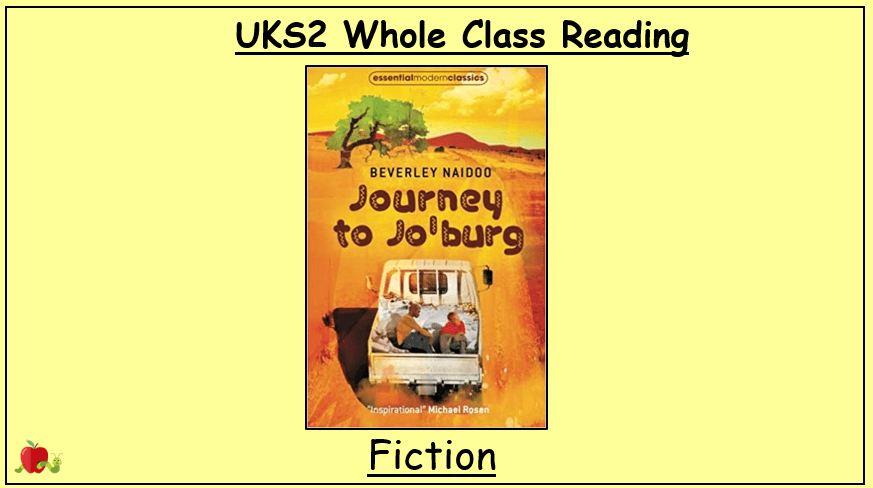 UKS2 Whole Class Reading
essentialmodernclassics
BEVERLEY NAIDOO
Journey
to Jo'burg
"Inspirational" Michael Rosen
Fiction